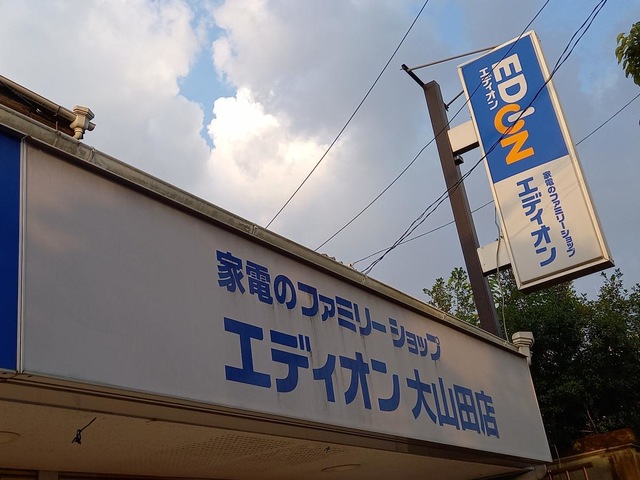 EDION
エディオン
家電のファミリーショップ
エディオン
家電のファミリーショップ
エディオン 大山田店